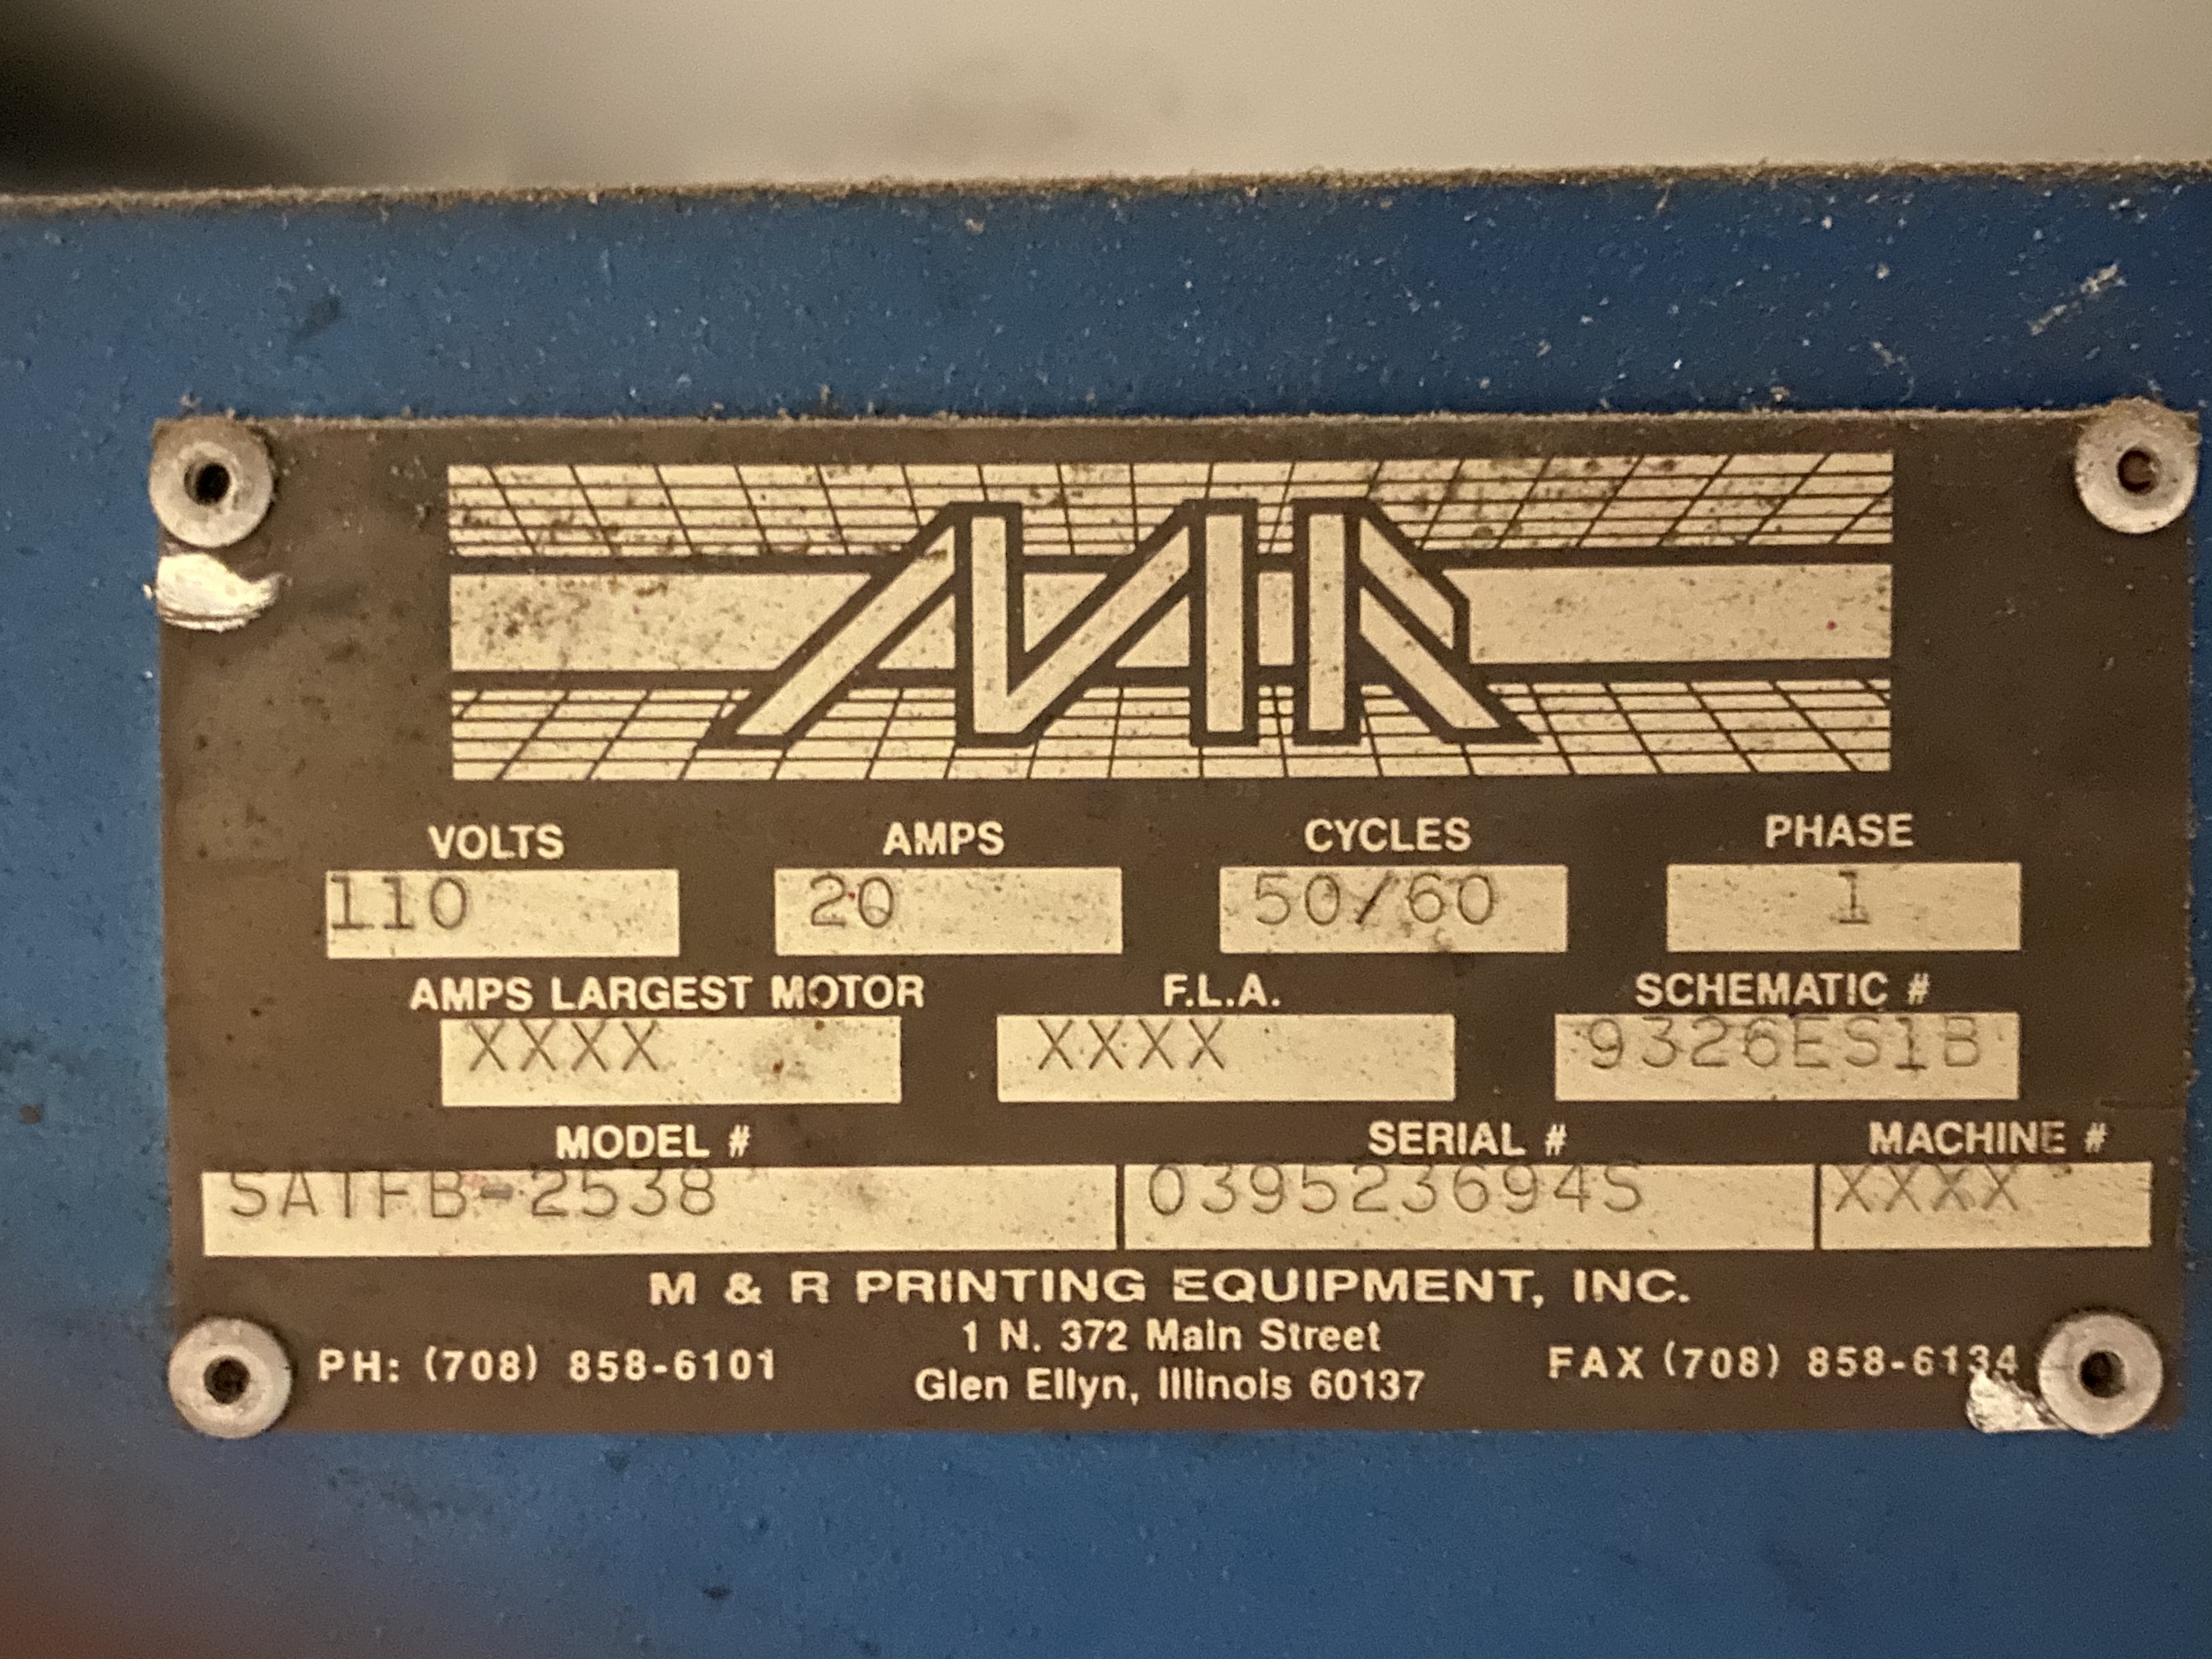 MR
VOLTS AMPS CYCLES PHASE
110 20 50/60 1
AMPS LARGEST MOTOR F.L.A. SCHEMATIC #
XXXX XXXX 9326ES1B
MODEL # SERIAL # MACHINE #
SATFB-2538 039523694S XXXX
M & R PRINTING EQUIPMENT, INC.
1 N. 372 Main Street
PH: (708) 858-6101 Glen Ellyn, Illinois 60137 FAX (708) 858-6134